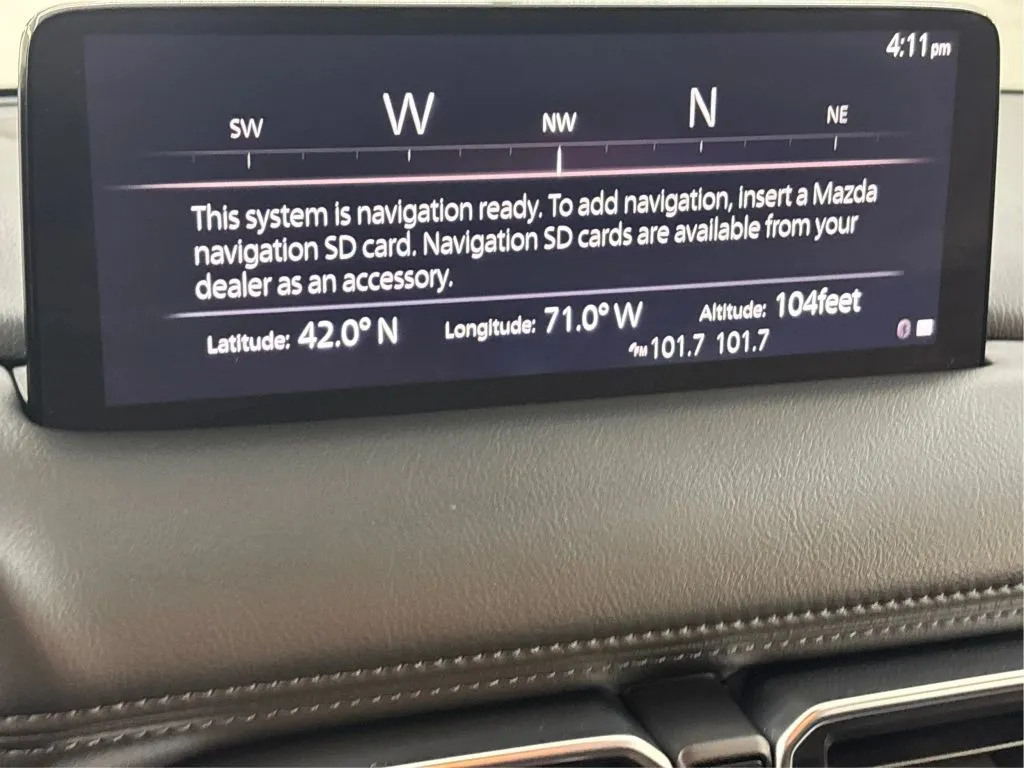 4:11pm
SW W NW N NE
This system is navigation ready. To add navigation, insert a Mazda
navigation SD card. Navigation SD cards are available from your
dealer as an accessory.
Latitude: 42.0° N Longitude: 71.0° W Altitude: 104feet
FM 101.7 101.7